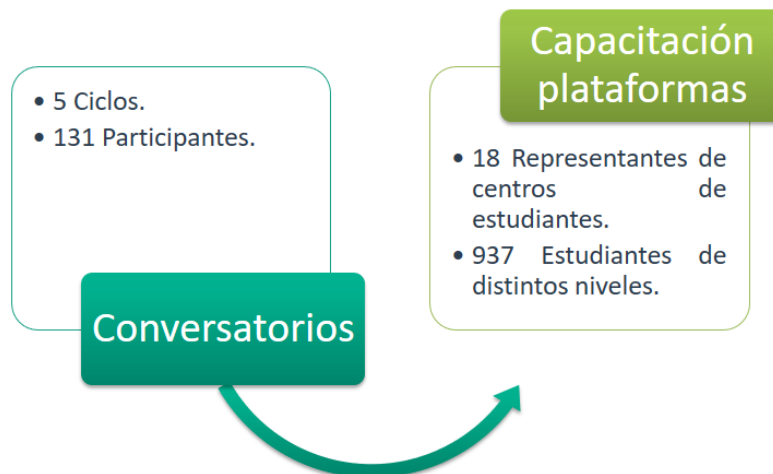 • 5 Ciclos.
• 131 Participantes.
Conversatorios
Capacitación
plataformas
• 18 Representantes de
centros de
estudiantes.
• 937 Estudiantes de
distintos niveles.